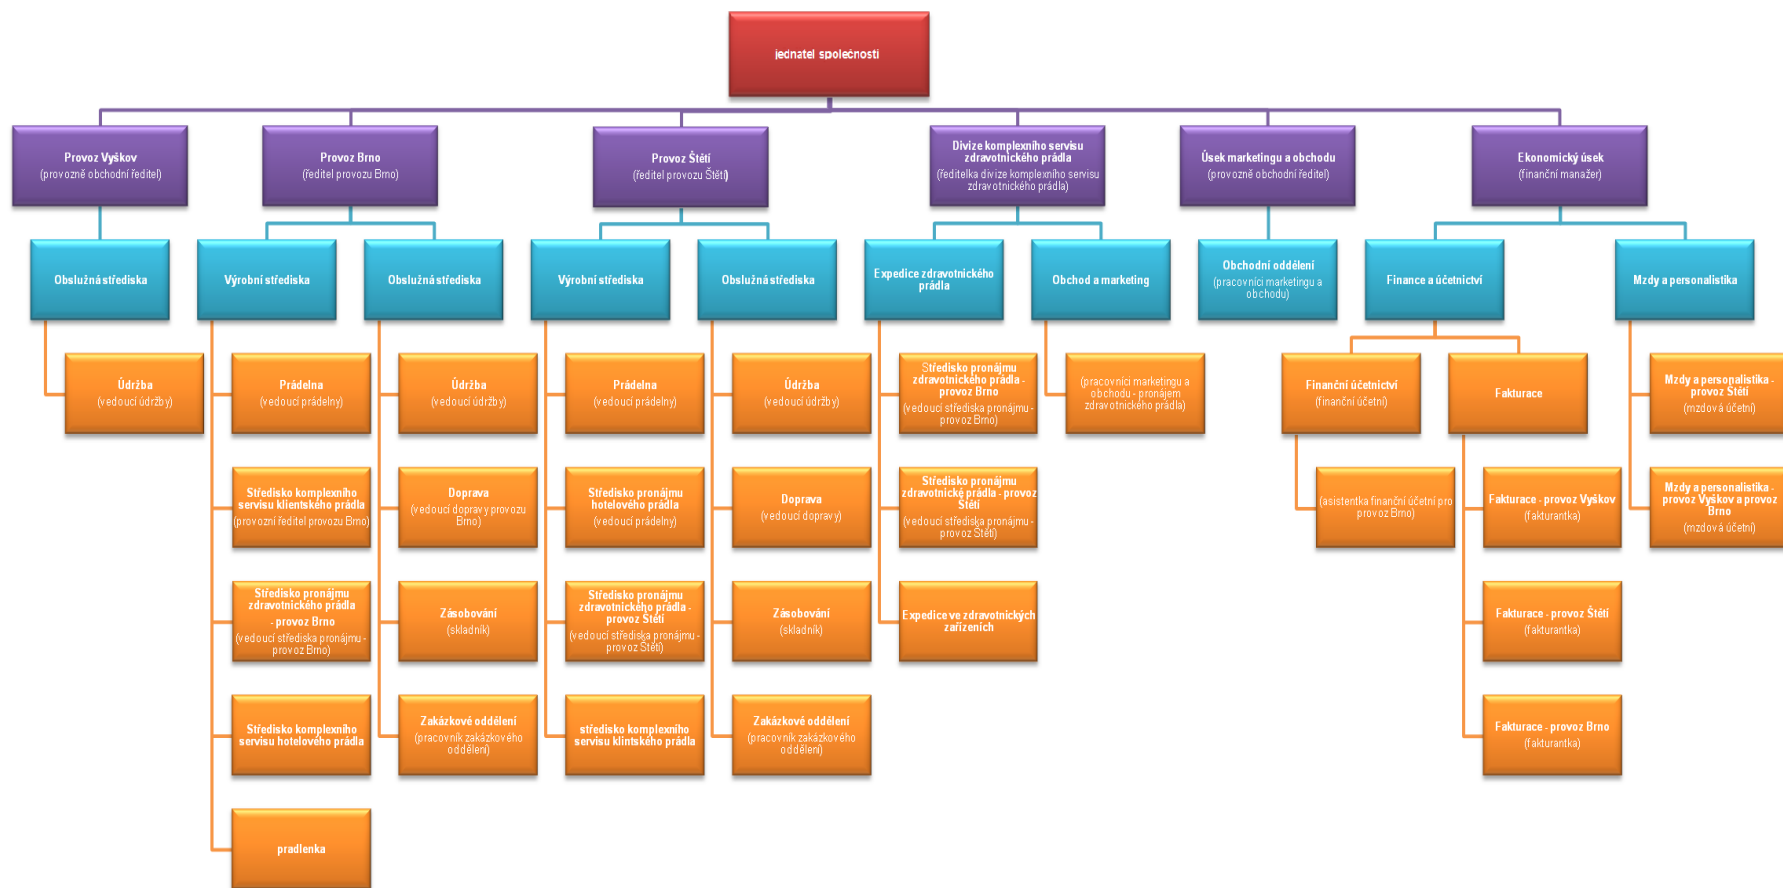 jednatel společnosti
Provoz Vyškov
(provozně obchodní ředitel)
Provoz Brno
(ředitel provozu Brno)
Provoz Štětí
(ředitel provozu Štětí)
Divize komplexního servisu
zdravotnického prádla
(ředitelka divize komplexního servisu
zdravotnického prádla)
Úsek marketingu a obchodu
(provozně obchodní ředitel)
Ekonomický úsek
(finanční manažer)
Obslužná střediska
Výrobní střediska
Obslužná střediska
Výrobní střediska
Obslužná střediska
Expedice zdravotnického
prádla
Obchod a marketing
Obchodní oddělení
(pracovníci marketingu a
obchodu)
Finance a účetnictví
Mzdy a personalistika
Údržba
(vedoucí údržby)
Prádelna
(vedoucí prádelny)
Údržba
(vedoucí údržby)
Prádelna
(vedoucí prádelny)
Údržba
(vedoucí údržby)
Středisko pronájmu
zdravotnického prádla -
provoz Brno
(vedoucí střediska pronájmu -
provoz Brno)
(pracovníci marketingu a
obchodu - pronájem
zdravotnického prádla)
Finanční účetnictví
(finanční účetní)
Fakturace
Mzdy a personalistika -
provoz Štětí
(mzdová účetní)
Středisko komplexního
servisu klientského prádla
(provozní ředitel provozu Brno)
Doprava
(vedoucí dopravy provozu
Brno)
Středisko pronájmu
hotelového prádla
(vedoucí prádelny)
Doprava
(vedoucí dopravy)
Středisko pronájmu
zdravotnické prádla - provoz
Štětí
(vedoucí střediska pronájmu -
provoz Štětí)
(asistentka finanční účetní pro
provoz Brno)
Fakturace - provoz Vyškov
(fakturantka)
Mzdy a personalistika -
provoz Vyškov a provoz
Brno
(mzdová účetní)
Středisko pronájmu
zdravotnického prádla
- provoz Brno
(vedoucí střediska pronájmu -
provoz Brno)
Zásobování
(skladník)
Středisko pronájmu
zdravotnického prádla -
provoz Štětí
(vedoucí střediska pronájmu -
provoz Štětí)
Zásobování
(skladník)
Expedice ve zdravotnických
zařízeních
Fakturace - provoz Štětí
(fakturantka)
Středisko komplexního
servisu hotelového prádla
Zakázkové oddělení
(pracovník zakázkového
oddělení)
středisko komplexního
servisu klintského prádla
Zakázkové oddělení
(pracovník zakázkového
oddělení)
Fakturace - provoz Brno
(fakturantka)
pradlenka